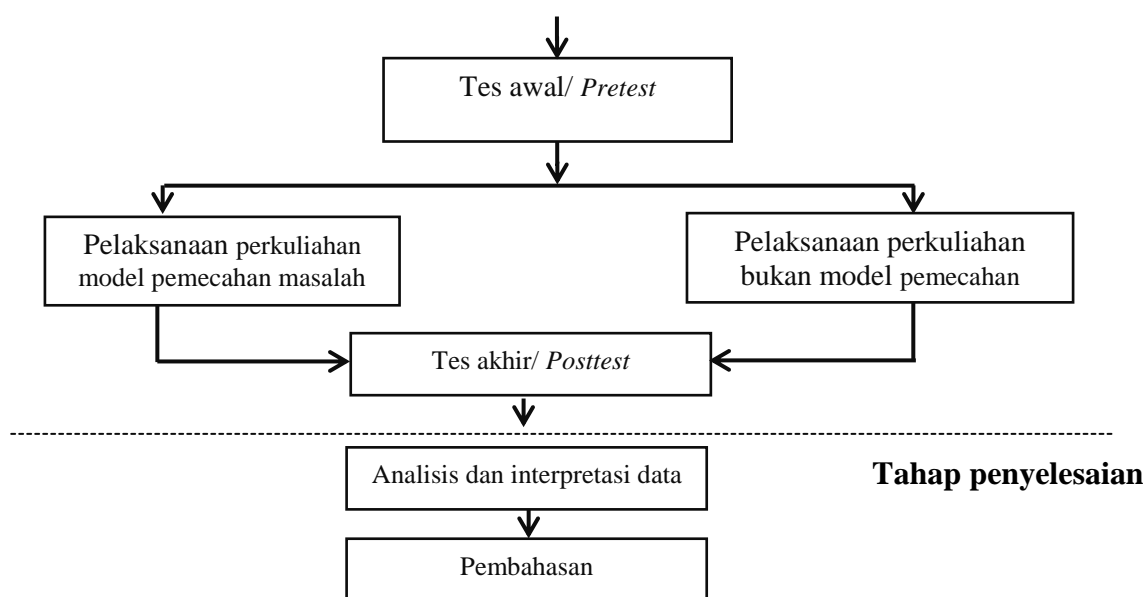 Tes awal/ Pretest
Pelaksanaan perkuliahan
model pemecahan masalah
Pelaksanaan perkuliahan
bukan model pemecahan
Tes akhir/ Posttest
Analisis dan interpretasi data
Tahap penyelesaian
Pembahasan